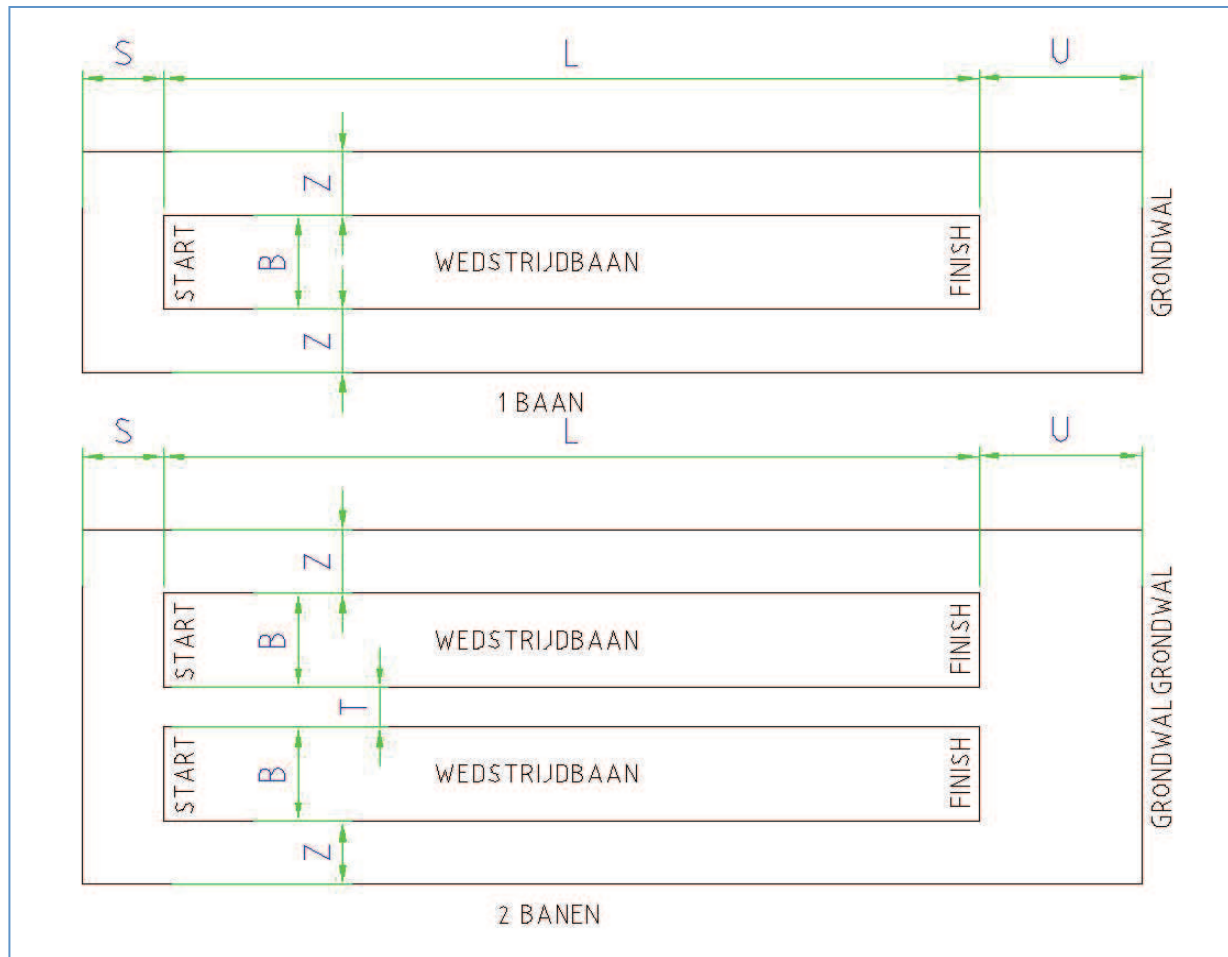 S L U
Z
START B WEDSTRIJDBAAN FINISH GRONDWAL
Z
1 BAAN
S L U
Z
START B WEDSTRIJDBAAN FINISH GRONDWAL
T
START B WEDSTRIJDBAAN FINISH GRONDWAL
Z
2 BANEN